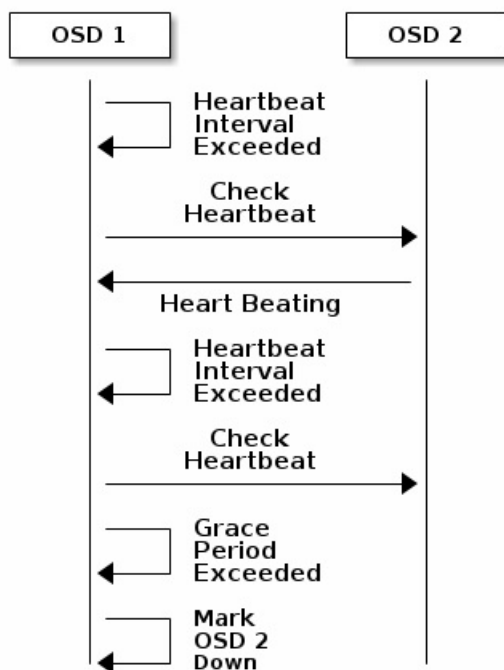 OSD 1
OSD 2
Heartbeat
Interval
Exceeded
Check
Heartbeat
Heart Beating
Heartbeat
Interval
Exceeded
Check
Heartbeat
Grace
Period
Exceeded
Mark
OSD 2
Down